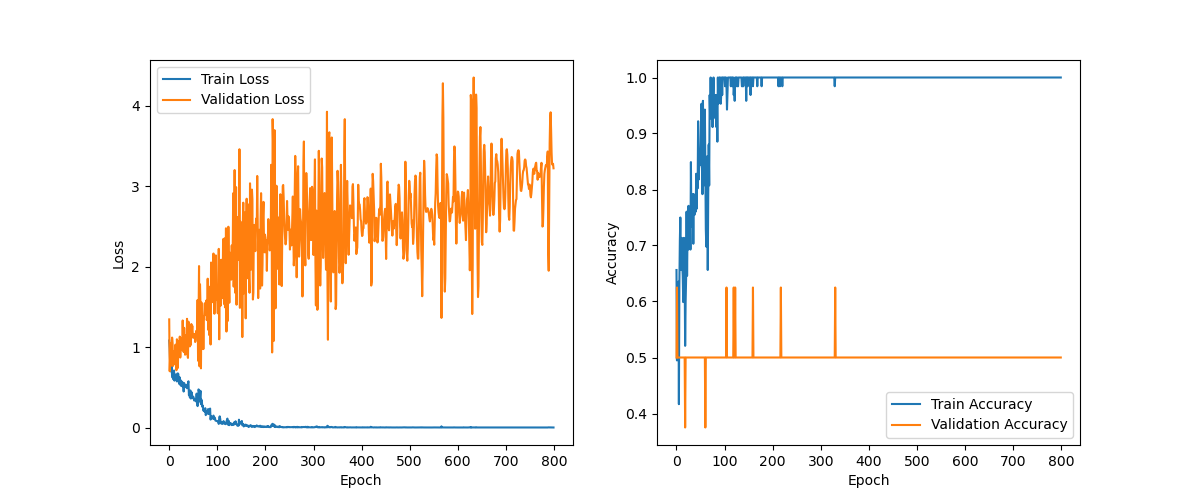 Train Loss
Validation Loss
4
3
2
1
0
Loss
0 100 200 300 400 500 600 700 800
Epoch
1.0
0.9
0.8
0.7
0.6
0.5
0.4
Accuracy
Train Accuracy
Validation Accuracy
0 100 200 300 400 500 600 700 800
Epoch